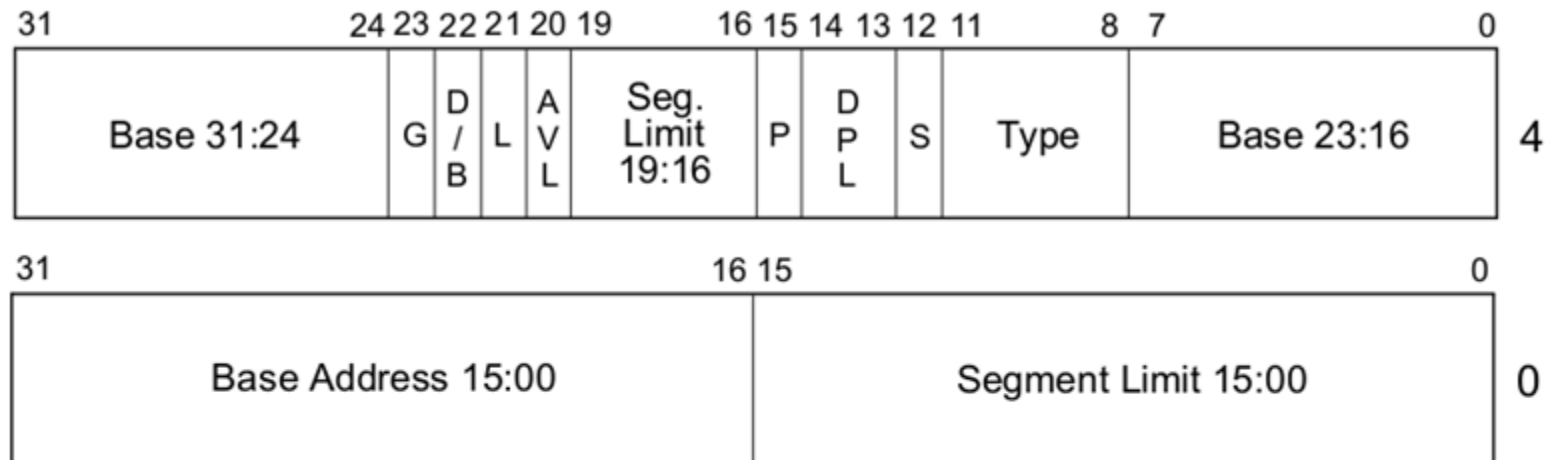 31 24 23 22 21 20 19 16 15 14 13 12 11 8 7 0
Base 31:24 G D/B L AVL Seg. Limit 19:16 P DPL S Type Base 23:16 4
31 16 15 0
Base Address 15:00 Segment Limit 15:00 0